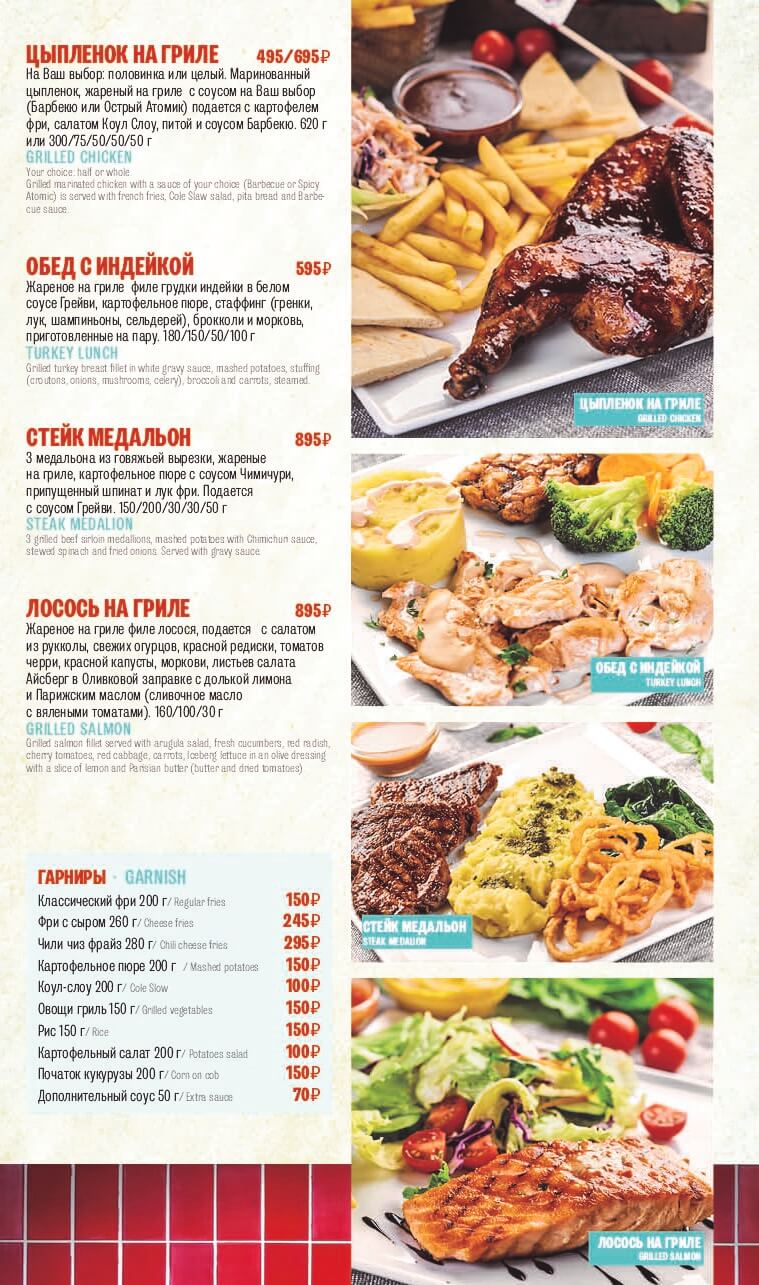 ЦЫПЛЕНОК НА ГРИЛЕ 495/695₽
На Ваш выбор: половинка или целый. Маринованный
цыпленок, жареный на гриле с соусом на Ваш выбор
(Барбекю или Острый Атомик) подается с картофелем
фри, салатом Коул Слоу, питой и соусом Барбекю. 620 г
или 300/75/50/50/50 г
GRILLED CHICKEN
Your choice: half or whole
Grilled marinated chicken with a sauce of your choice (Barbecue or Spicy
Atomic) is served with french fries, Cole Slaw salad, pita bread and Barbe-
cue sauce.
ОБЕД С ИНДЕЙКОЙ 595₽
Жареное на гриле филе грудки индейки в белом
соусе Грейви, картофельное пюре, стаффинг (гренки,
лук, шампиньоны, сельдерей), брокколи и морковь,
приготовленные на пару. 180/150/50/100 г
TURKEY LUNCH
Grilled turkey breast fillet in white gravy sauce, mashed potatoes, stuffing
(croutons, onions, mushrooms, celery), broccoli and carrots, steamed.
СТЕЙК МЕДАЛЬОН 895₽
3 медальона из говяжьей вырезки, жареные
на гриле, картофельное пюре с соусом Чимичури,
припущенный шпинат и лук фри. Подается
с соусом Грейви. 150/200/30/30/50 г
STEAK MEDALION
3 grilled beef sirloin medallions, mashed potatoes with Chimichuri sauce,
stewed spinach and fried onions. Served with gravy sauce.
ЛОСОСЬ НА ГРИЛЕ 895₽
Жареное на гриле филе лосося, подается с салатом
из рукколы, свежих огурцов, красной редиски, томатов
черри, красной капусты, моркови, листьев салата
Айсберг в Оливковой заправке с долькой лимона
и Парижским маслом (сливочное масло
с вялеными томатами). 160/100/30 г
GRILLED SALMON
Grilled salmon fillet served with arugula salad, fresh cucumbers, red radish,
cherry tomatoes, red cabbage, carrots, Iceberg lettuce in an olive dressing
with a slice of lemon and Parisian butter (butter and dried tomatoes)
ГАРНИРЫ · GARNISH
Классический фри 200 г/ Regular fries 150₽
Фри с сыром 260 г/ Cheese fries 245₽
Чили чиз фрайз 280 г/ Chili cheese fries 295₽
Картофельное пюре 200 г / Mashed potatoes 150₽
Коул-слоу 200 г/ Cole Slow 100₽
Овощи гриль 150 г/ Grilled vegetables 150₽
Рис 150 г/ Rice 150₽
Картофельный салат 200 г/ Potatoes salad 100₽
Початок кукурузы 200 г/ Corn on cob 150₽
Дополнительный соус 50 г/ Extra sauce 70₽
ЦЫПЛЕНОК НА ГРИЛЕ
GRILLED CHICKEN
ОБЕД С ИНДЕЙКОЙ
TURKEY LUNCH
СТЕЙК МЕДАЛЬОН
STEAK MEDALION
ЛОСОСЬ НА ГРИЛЕ
GRILLED SALMON